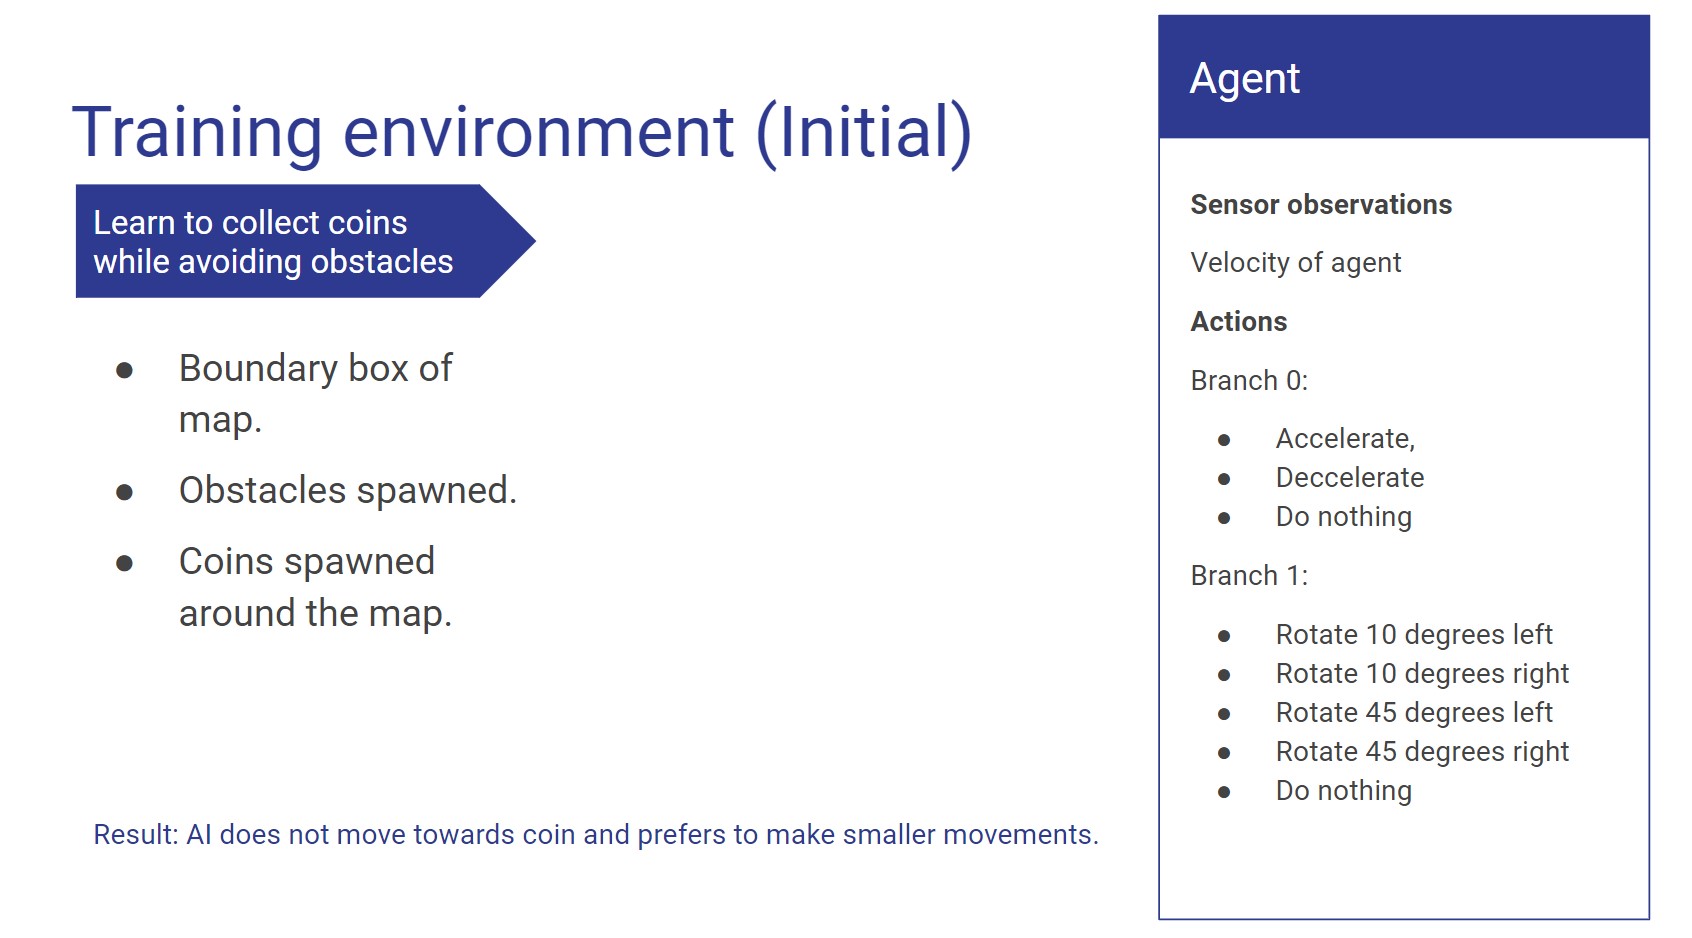 Training environment (Initial)
Learn to collect coins
while avoiding obstacles
● Boundary box of
map.
● Obstacles spawned.
● Coins spawned
around the map.
Result: AI does not move towards coin and prefers to make smaller movements.
Agent
Sensor observations
Velocity of agent
Actions
Branch 0:
● Accelerate,
● Deccelerate
● Do nothing
Branch 1:
● Rotate 10 degrees left
● Rotate 10 degrees right
● Rotate 45 degrees left
● Rotate 45 degrees right
● Do nothing